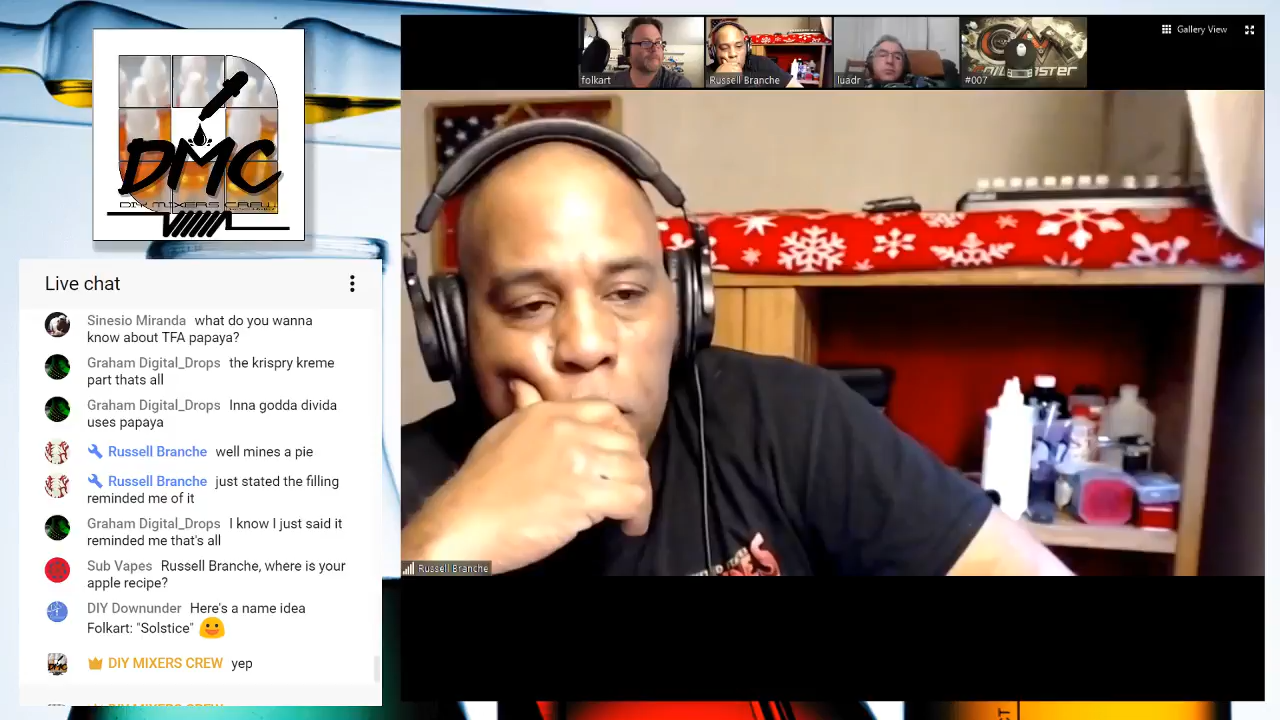 DMC
DIY MIXERS CREW
Live chat
Sinesio Miranda what do you wanna
know about TFA papaya?
Graham Digital_Drops the krispry kreme
part thats all
Graham Digital_Drops Inna godda divida
uses papaya
Russell Branche well mines a pie
Russell Branche just stated the filling
reminded me of it
Graham Digital_Drops I know I just said it
reminded me that's all
Sub Vapes Russell Branche, where is your
apple recipe?
DIY Downunder Here's a name idea
Folkart: "Solstice"
DIY MIXERS CREW yep
folkart
Russell Branche
luadr
#007
Gallery View
Russell Branche